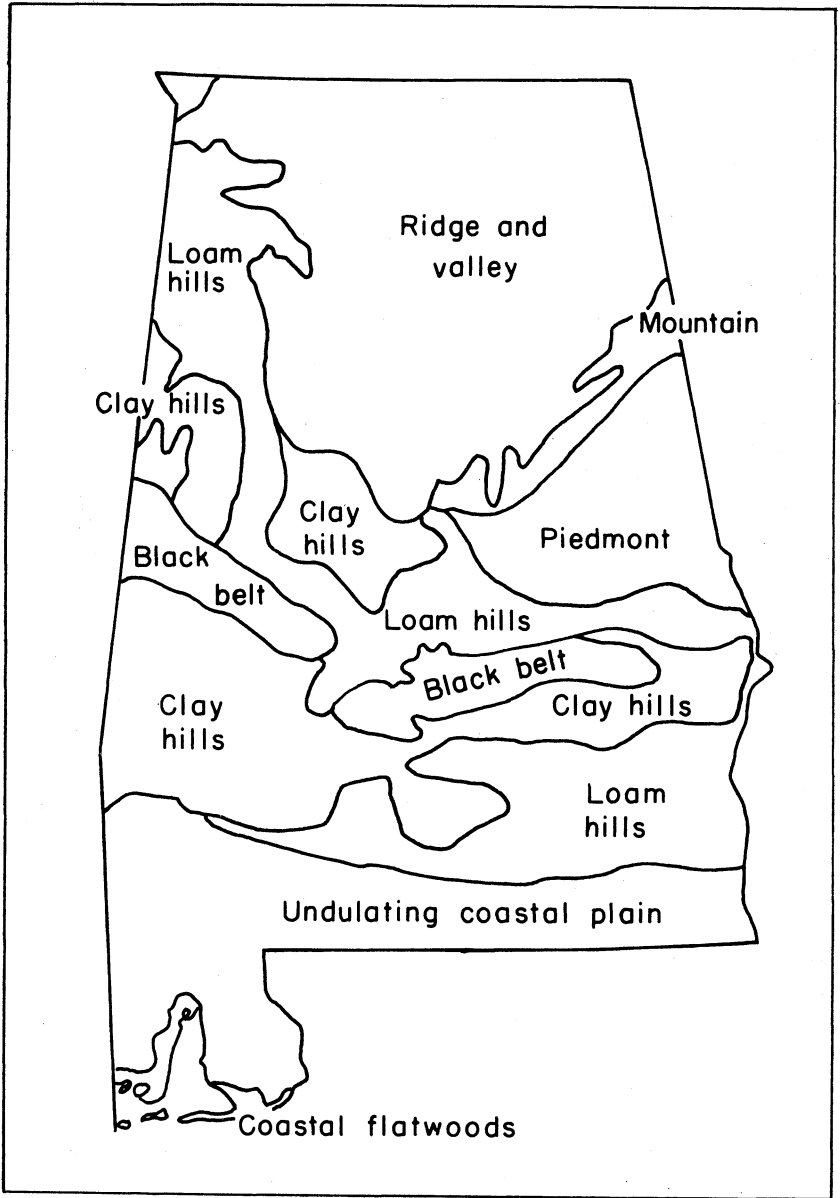 Ridge and
valley
Loam
hills
Mountain
Clay hills
Clay
hills
Piedmont
Black
belt
Loam hills
Black belt
Clay
hills
Clay hills
Loam
hills
Undulating coastal plain
Coastal flatwoods